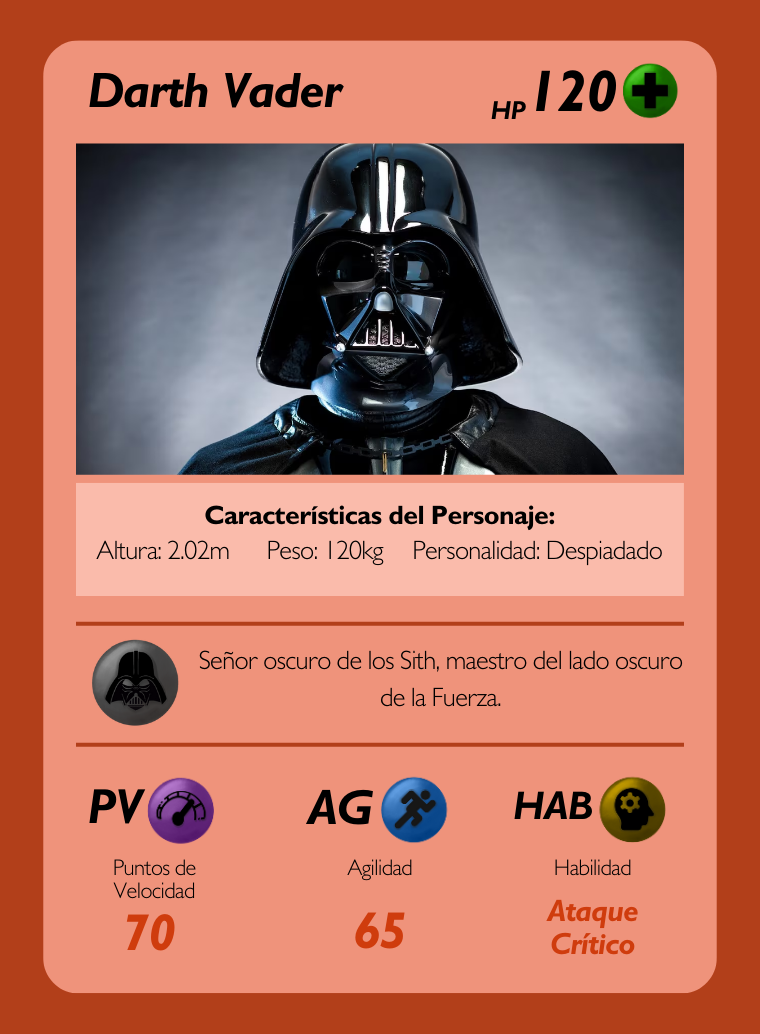 Darth Vader
HP 120
Características del Personaje:
Altura: 2.02m Peso: 120kg Personalidad: Despiadado
Señor oscuro de los Sith, maestro del lado oscuro
de la Fuerza.
PV AG HAB
Puntos de
Velocidad
Agilidad
Habilidad
70
65
Ataque
Crítico